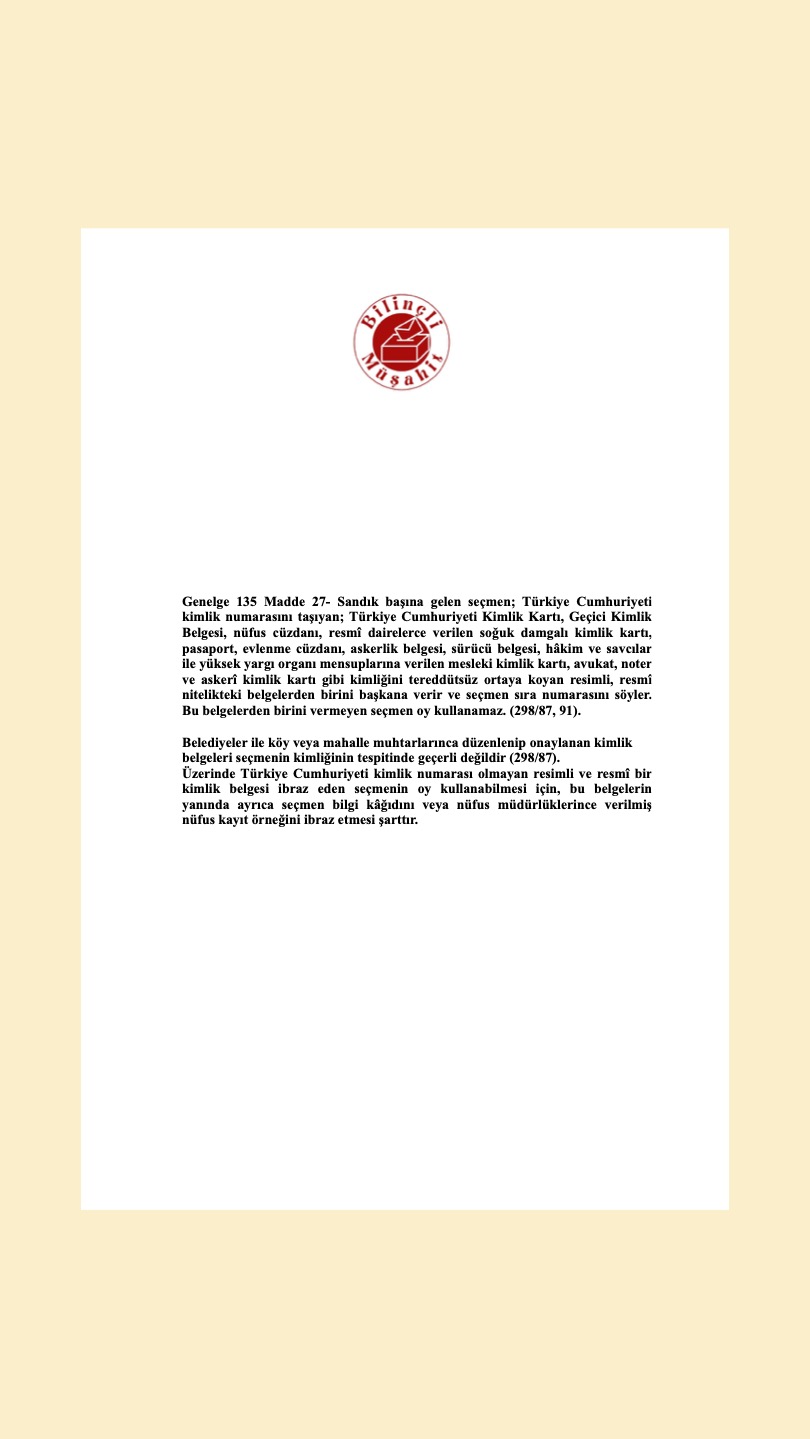 Bilinçli
Müşahit
Genelge 135 Madde 27- Sandık başına gelen seçmen; Türkiye Cumhuriyeti
kimlik numarasını taşıyan; Türkiye Cumhuriyeti Kimlik Kartı, Geçici Kimlik
Belgesi, nüfus cüzdanı, resmî dairelerce verilen soğuk damgalı kimlik kartı,
pasaport, evlenme cüzdanı, askerlik belgesi, sürücü belgesi, hâkim ve savcılar
ile yüksek yargı organı mensuplarına verilen mesleki kimlik kartı, avukat, noter
ve askerî kimlik kartı gibi kimliğini tereddütsüz ortaya koyan resimli, resmî
nitelikteki belgelerden birini başkana verir ve seçmen sıra numarasını söyler.
Bu belgelerden birini vermeyen seçmen oy kullanamaz. (298/87, 91).
Belediyeler ile köy veya mahalle muhtarlarınca düzenlenip onaylanan kimlik
belgeleri seçmenin kimliğinin tespitinde geçerli değildir (298/87).
Üzerinde Türkiye Cumhuriyeti kimlik numarası olmayan resimli ve resmî bir
kimlik belgesi ibraz eden seçmenin oy kullanabilmesi için, bu belgelerin
yanında ayrıca seçmen bilgi kâğıdını veya nüfus müdürlüklerince verilmiş
nüfus kayıt örneğini ibraz etmesi şarttır.